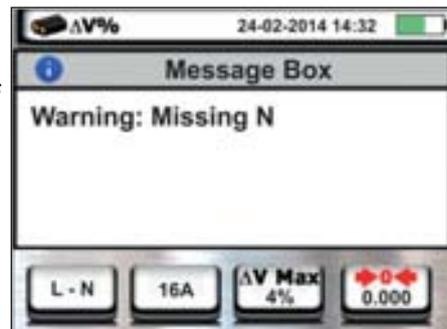 ΔV% 24-02-2014 14:32
Message Box
Warning: Missing N
L - N 16A ΔV Max 4% 0 0.000